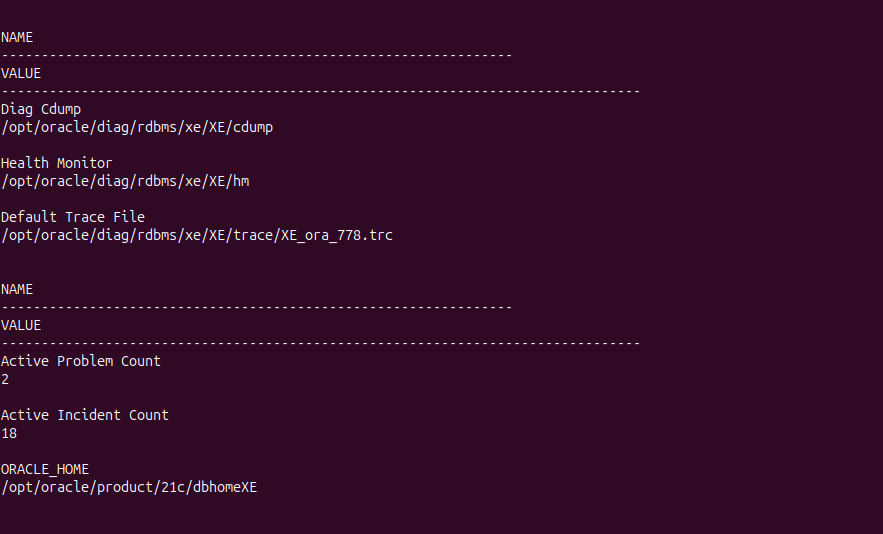 NAME
----------------------------------------------------------------
VALUE
--------------------------------------------------------------------------------
Diag Cdump
/opt/oracle/diag/rdbms/xe/XE/cdump
Health Monitor
/opt/oracle/diag/rdbms/xe/XE/hm
Default Trace File
/opt/oracle/diag/rdbms/xe/XE/trace/XE_ora_778.trc
NAME
----------------------------------------------------------------
VALUE
--------------------------------------------------------------------------------
Active Problem Count
2
Active Incident Count
18
ORACLE_HOME
/opt/oracle/product/21c/dbhomeXE